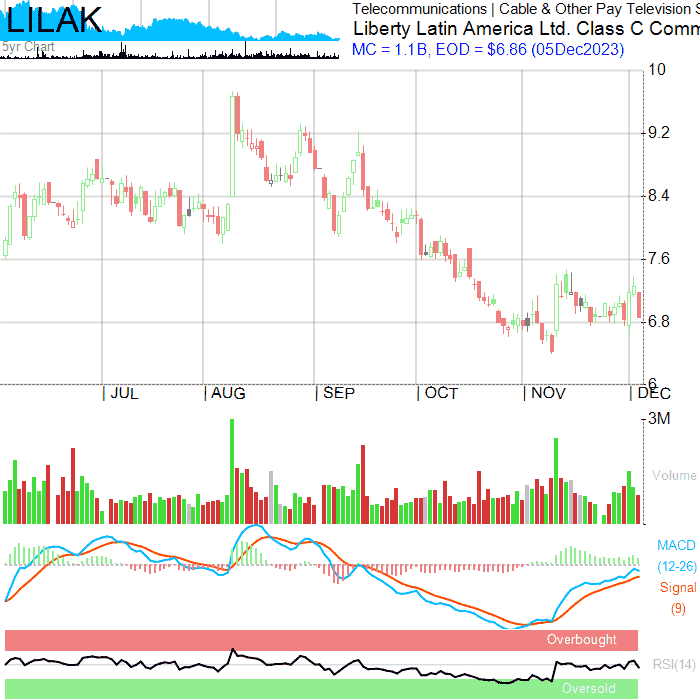 LILAK
5yr Chart
Telecommunications | Cable & Other Pay Television S
Liberty Latin America Ltd. Class C Comm
MC = 1.1B, EOD = $6.86 (05Dec2023)
10
9.2
8.4
7.6
6.8
6
| JUL | AUG | SEP | OCT | NOV | DEC
3M
Volume
MACD
(12-26)
Signal
(9)
Overbought
RSI(14)
Oversold